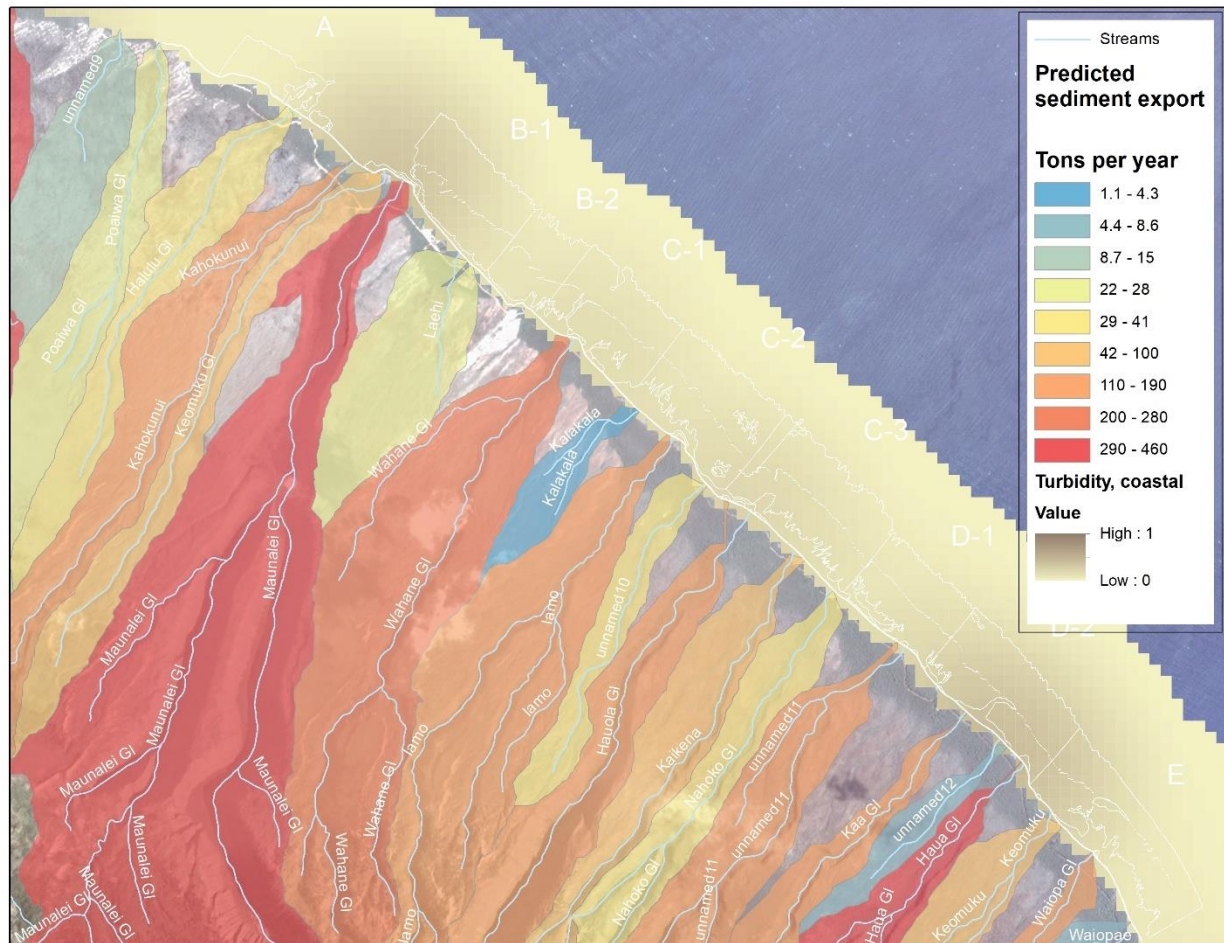 A
B-1
B-2
C-1
C-2
C-3
D-1
D-2
E
Streams
Predicted
sediment export
Tons per year
1.1 - 4.3
4.4 - 8.6
8.7 - 15
22 - 28
29 - 41
42 - 100
110 - 190
200 - 280
290 - 460
Turbidity, coastal
Value
High : 1
Low : 0
unnamed9
Poaiwa Gl
Poaiwa Gl
Halulu Gl
Kahokunui
Kahokunui
Keomuku Gl
Laehi
Maunalei Gl
Maunalei Gl
Maunalei Gl
Maunalei Gl
Maunalei Gl
Maunalei Gl
Maunalei Gl
Maunalei Gl
Wahane Gl
Wahane Gl
Wahane Gl
Wahane Gl
Kalakala
Kalakala
Iamo
Iamo
Iamo
Iamo
unnamed10
Hauola Gl
Kaikena
Nahoko Gl
Nahoko Gl
unnamed11
unnamed11
unnamed11
Kaa Gl
unnamed12
Haua Gl
Haua Gl
Keomuku
Keomuku
Waiopa Gl
Waiopae